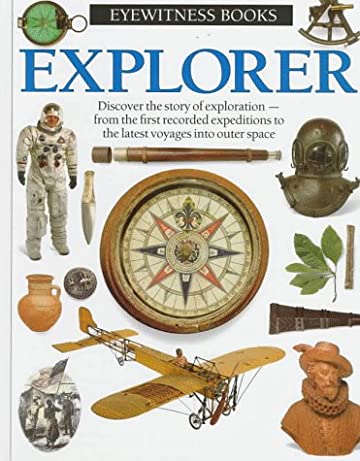 EYEWITNESS BOOKS
EXPLORER
Discover the story of exploration —
from the first recorded expeditions to
the latest voyages into outer space